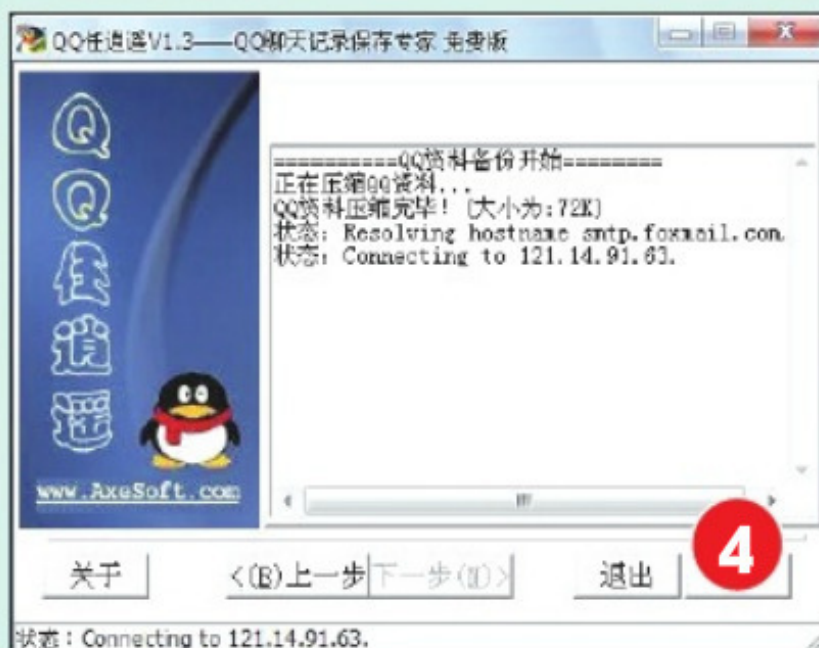 QQ任逍遥V1.3——QQ聊天记录保存专家 免费版
QQ任逍遥
www.AxeSoft.com
==========QQ资料备份开始========
正在压缩QQ资料...
QQ资料压缩完毕! [大小为:72K]
状态: Resolving hostname smtp.foxmail.com.
状态: Connecting to 121.14.91.63.
关于
<(B)上一步
下一步(N)>
退出
4
状态：Connecting to 121.14.91.63.